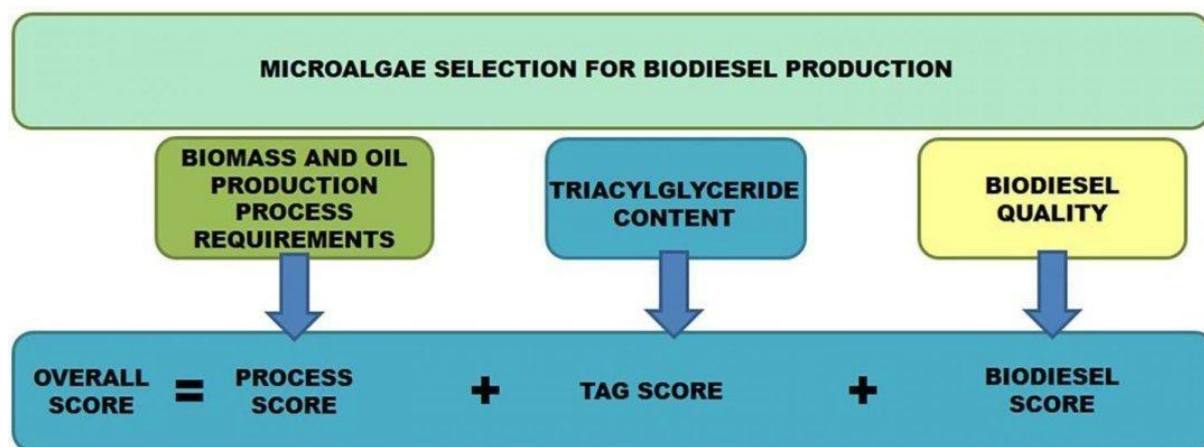 MICROALGAE SELECTION FOR BIODIESEL PRODUCTION
BIOMASS AND OIL
PRODUCTION
PROCESS
REQUIREMENTS
TRIACYLGLYCERIDE
CONTENT
BIODIESEL
QUALITY
OVERALL
SCORE
=
PROCESS
SCORE
+
TAG SCORE
+
BIODIESEL
SCORE